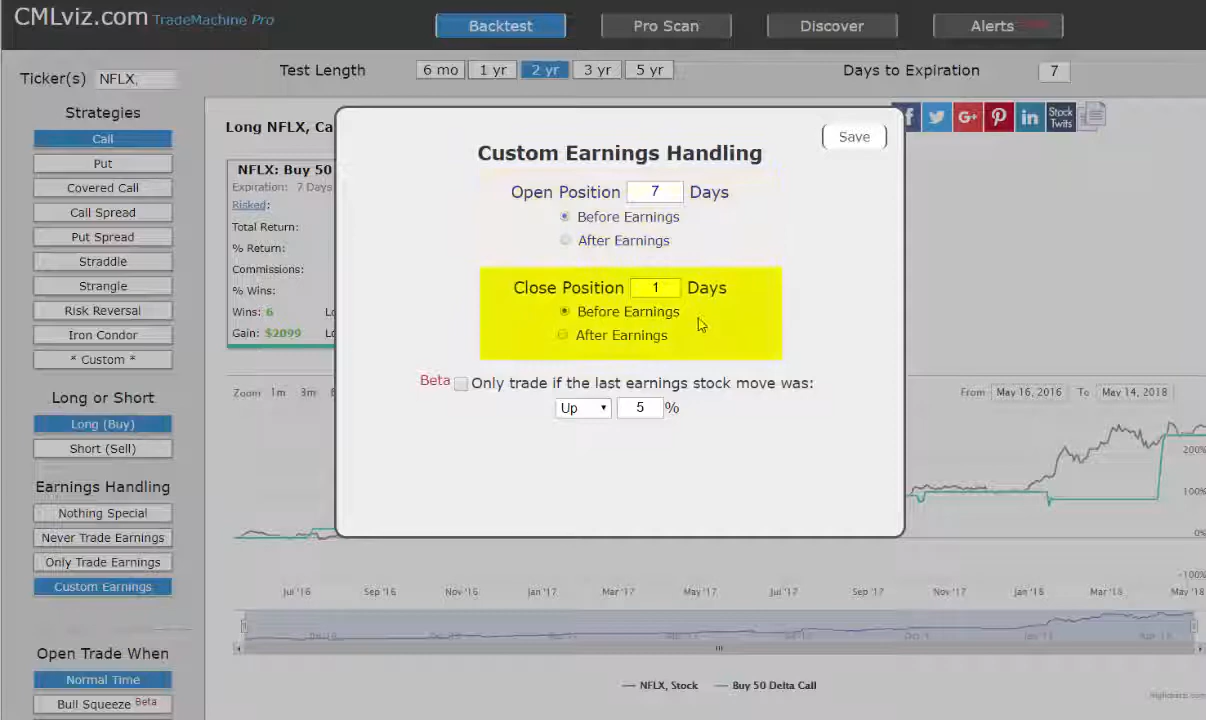 CMLviz.com TradeMachine Pro
Backtest
Pro Scan
Discover
Alerts
Ticker(s) NFLX,
Test Length 6 mo 1 yr 2 yr 3 yr 5 yr
Days to Expiration 7
Strategies
Call
Put
Covered Call
Call Spread
Put Spread
Straddle
Strangle
Risk Reversal
Iron Condor
* Custom *
Long or Short
Long (Buy)
Short (Sell)
Earnings Handling
Nothing Special
Never Trade Earnings
Only Trade Earnings
Custom Earnings
Open Trade When
Normal Time
Bull Squeeze Beta
Long NFLX, Ca
NFLX: Buy 50
Expiration: 7 Days
Risked:
Total Return:
% Return:
Commissions:
% Wins:
Wins: 6 Lo
Gain: $2099 Lo
Stock
Twits
Save
Custom Earnings Handling
Open Position 7 Days
Before Earnings
After Earnings
Close Position 1 Days
Before Earnings
After Earnings
Beta Only trade if the last earnings stock move was:
Up 5 %
Zoom 1m 3m
From May 16, 2016 To May 14, 2018
200%
100%
0%
-100%
Jul '16 Sep '16 Nov '16 Jan '17 Mar '17 May '17 Jul '17 Sep '17 Nov '17 Jan '18 Mar '18 May '18
NFLX, Stock Buy 50 Delta Call